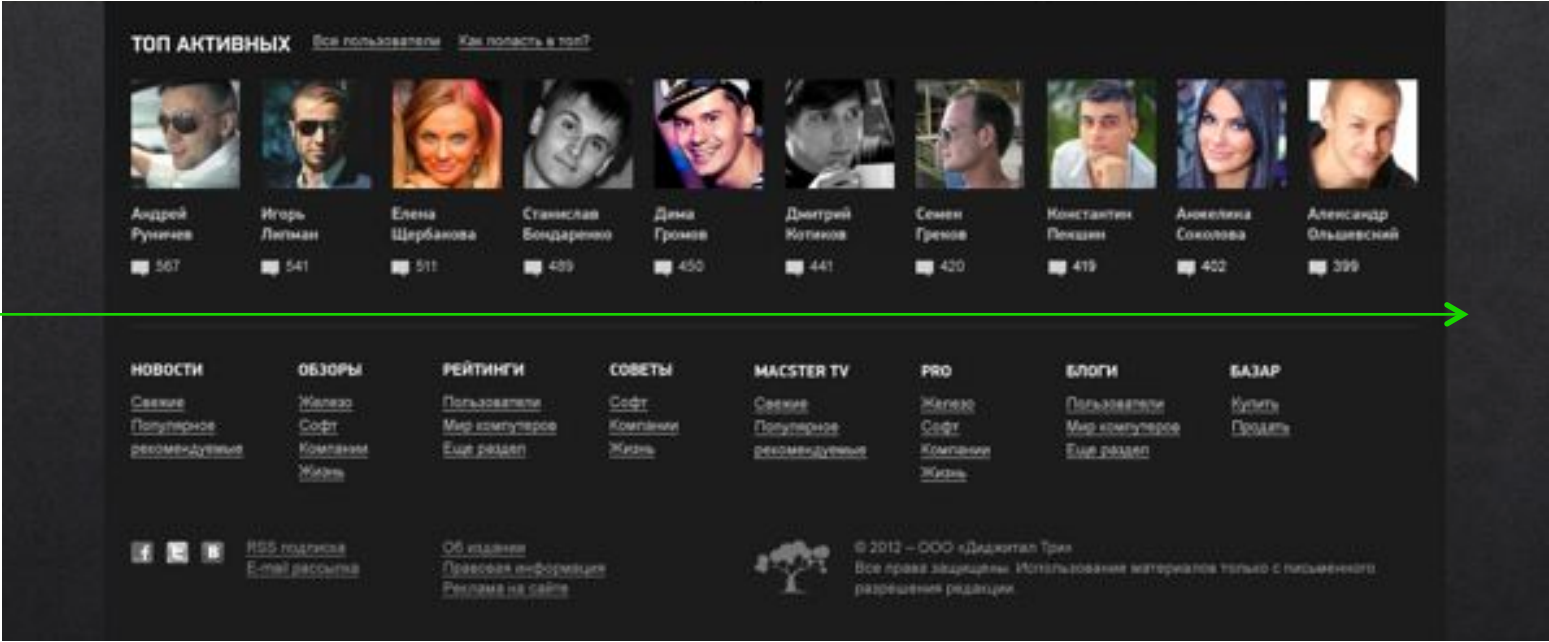 ТОП АКТИВНЫХ Все пользователи Как попасть в топ?
Андрей Игорь Елена Станислав Дима Дмитрий Семен Константин Анжелика Александр
Руничев Липман Щербакова Бондаренко Громов Котиков Греков Пекшин Соколова Ольшевский
567 541 511 489 450 441 420 419 402 399
НОВОСТИ ОБЗОРЫ РЕЙТИНГИ СОВЕТЫ MACSTER TV PRO БЛОГИ БАЗАР
Свежие Железо Пользователи Софт Свежие Железо Пользователи Купить
Популярное Софт Мир компутеров Компании Популярное Софт Мир компутеров Продать
рекомендуемые Компании Еще раздел Жизнь рекомендуемые Компании Еще раздел
Жизнь Жизнь
f t B RSS подписка Об издании © 2012 – ООО «Диджитал Три»
E-mail рассылка Правовая информация Все права защищены. Использование материалов только с письменного
Реклама на сайте разрешения редакции.